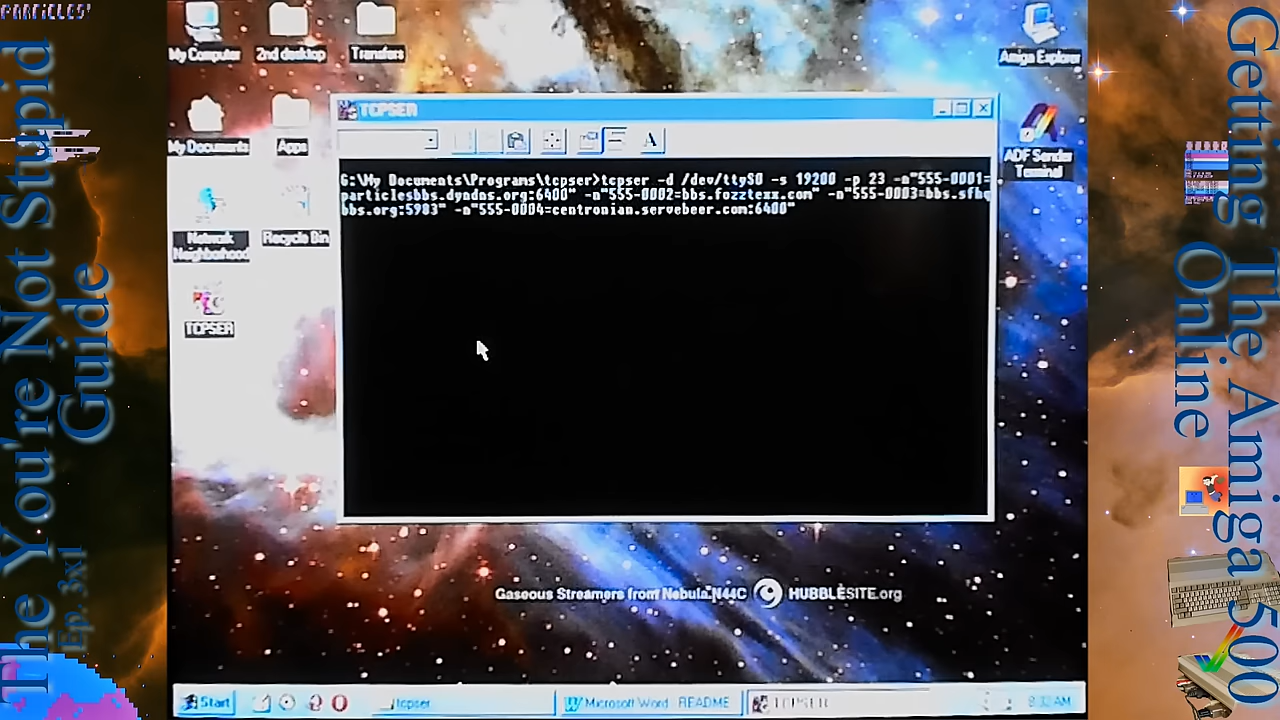 PARTICLES'
The You're Not Stupid
Guide
Ep. 3x1
My Computer
2nd desktop
Transfers
Amiga Explorer
My Documents
Apps
ADF Sender
Terminal
Network
Neighborhood
Recycle Bin
TCPSER
TCPSER
G:\My Documents\Programs\tcpser>tcpser -d /dev/ttyS0 -s 19200 -p 23 -n"555-0001=
particlesbbs.dyndns.org:6400" -n"555-0002=bbs.fozztexx.com" -n"555-0003=bbs.sfhq
bbs.org:5983" -n"555-0004=centronian.servebeer.com:6400"
A
Gaseous Streamers from Nebula N44C HUBBLESITE.org
Start
tcpser
Microsoft Word - README
TCPSER
8:32 AM
Getting The Amiga 500
Online